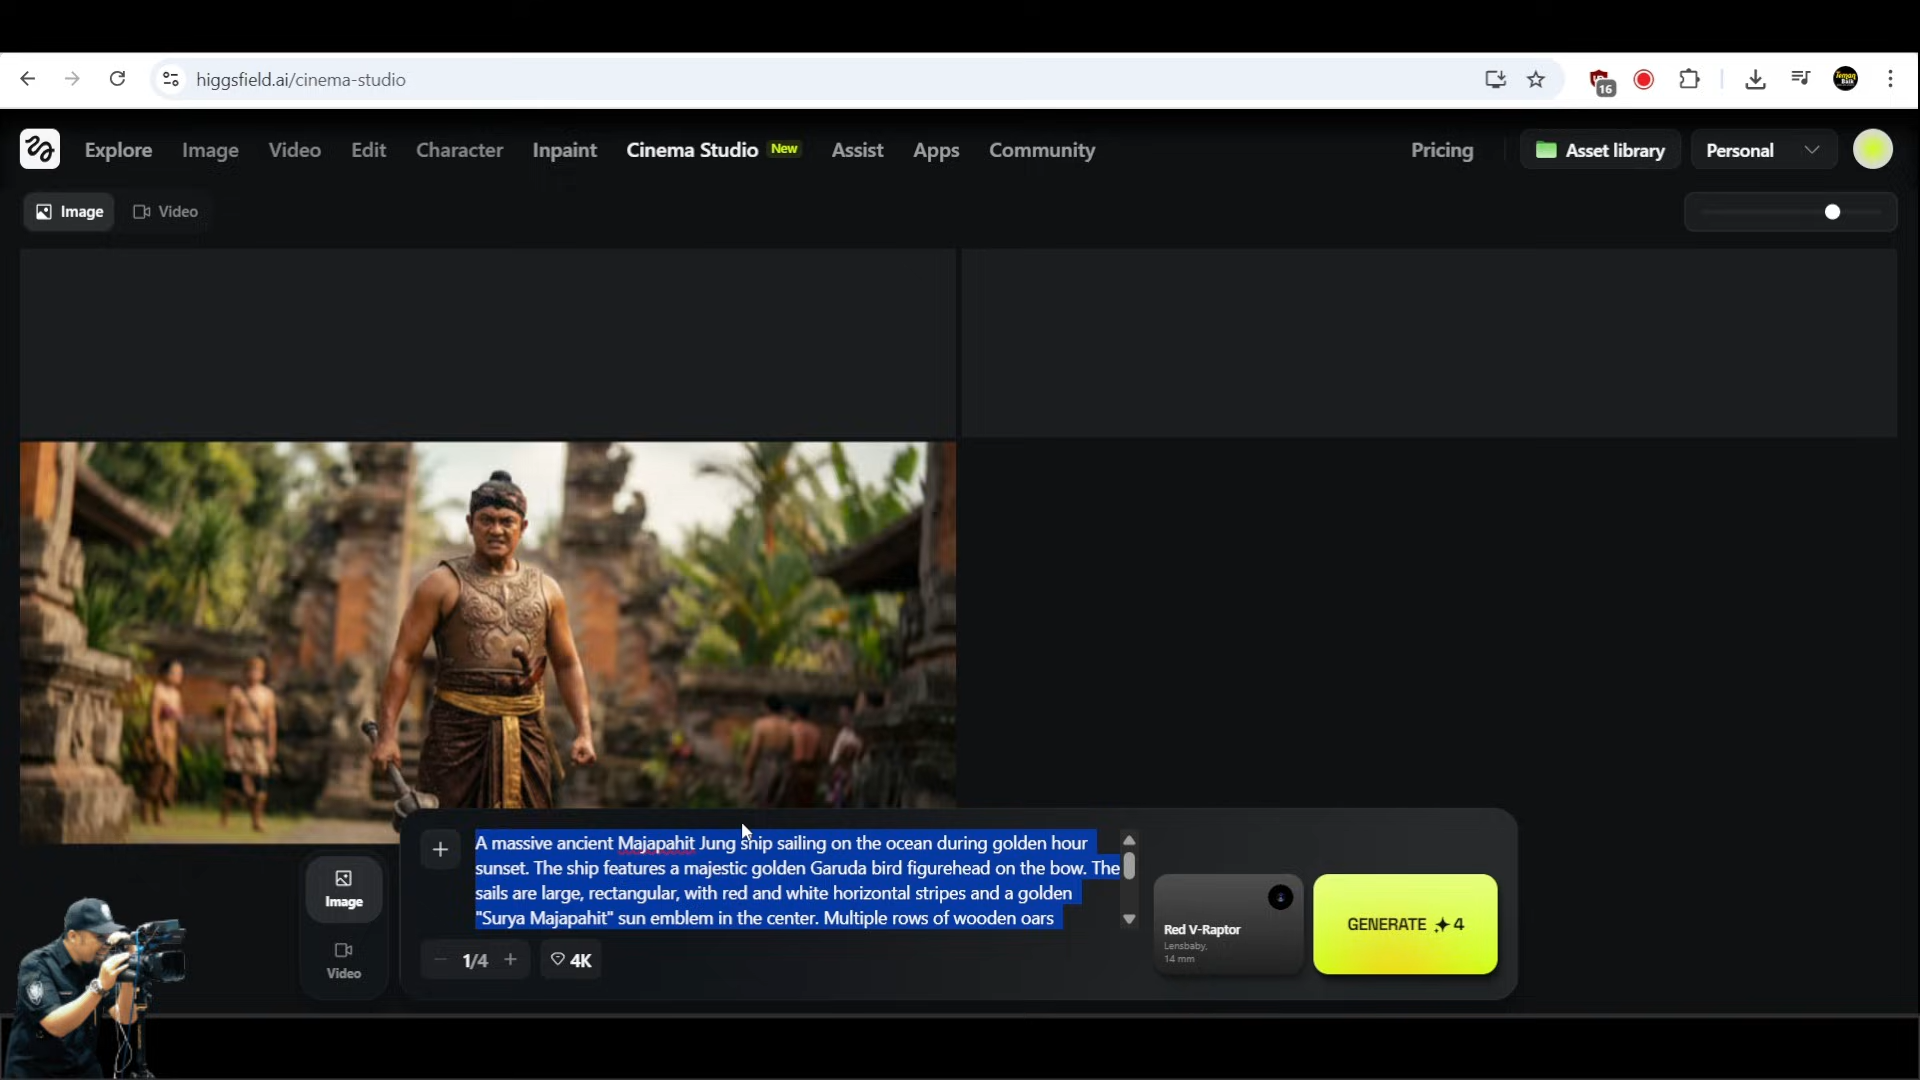 higgsfield.ai/cinema-studio
16
Explore Image Video Edit Character Inpaint Cinema Studio New Assist Apps Community Pricing Asset library Personal
Image Video
A massive ancient Majapahit Jung ship sailing on the ocean during golden hour
sunset. The ship features a majestic golden Garuda bird figurehead on the bow. The
sails are large, rectangular, with red and white horizontal stripes and a golden
"Surya Majapahit" sun emblem in the center. Multiple rows of wooden oars
Image
Video
1/4
4K
Red V-Raptor
Lensbaby,
14 mm
GENERATE 4